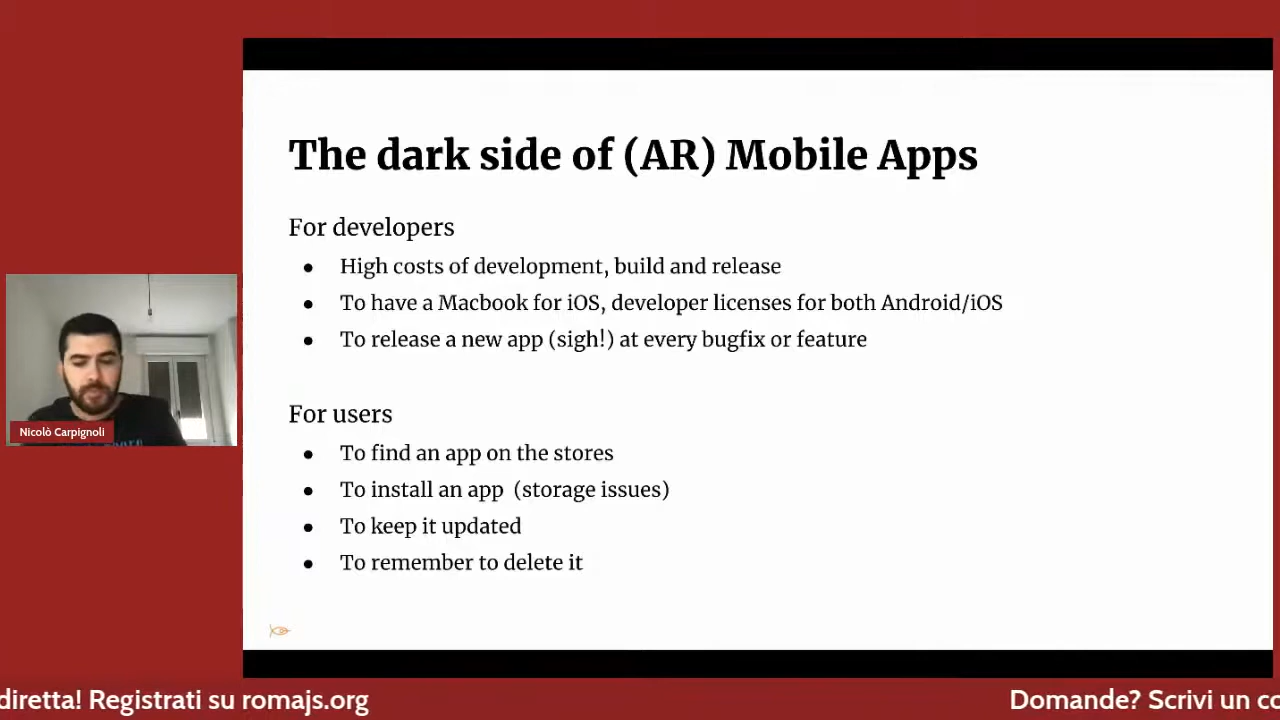 The dark side of (AR) Mobile Apps
For developers
● High costs of development, build and release
● To have a Macbook for iOS, developer licenses for both Android/iOS
● To release a new app (sigh!) at every bugfix or feature
For users
● To find an app on the stores
● To install an app (storage issues)
● To keep it updated
● To remember to delete it
Nicolò Carpignoli
diretta! Registrati su romajs.org
Domande? Scrivi un